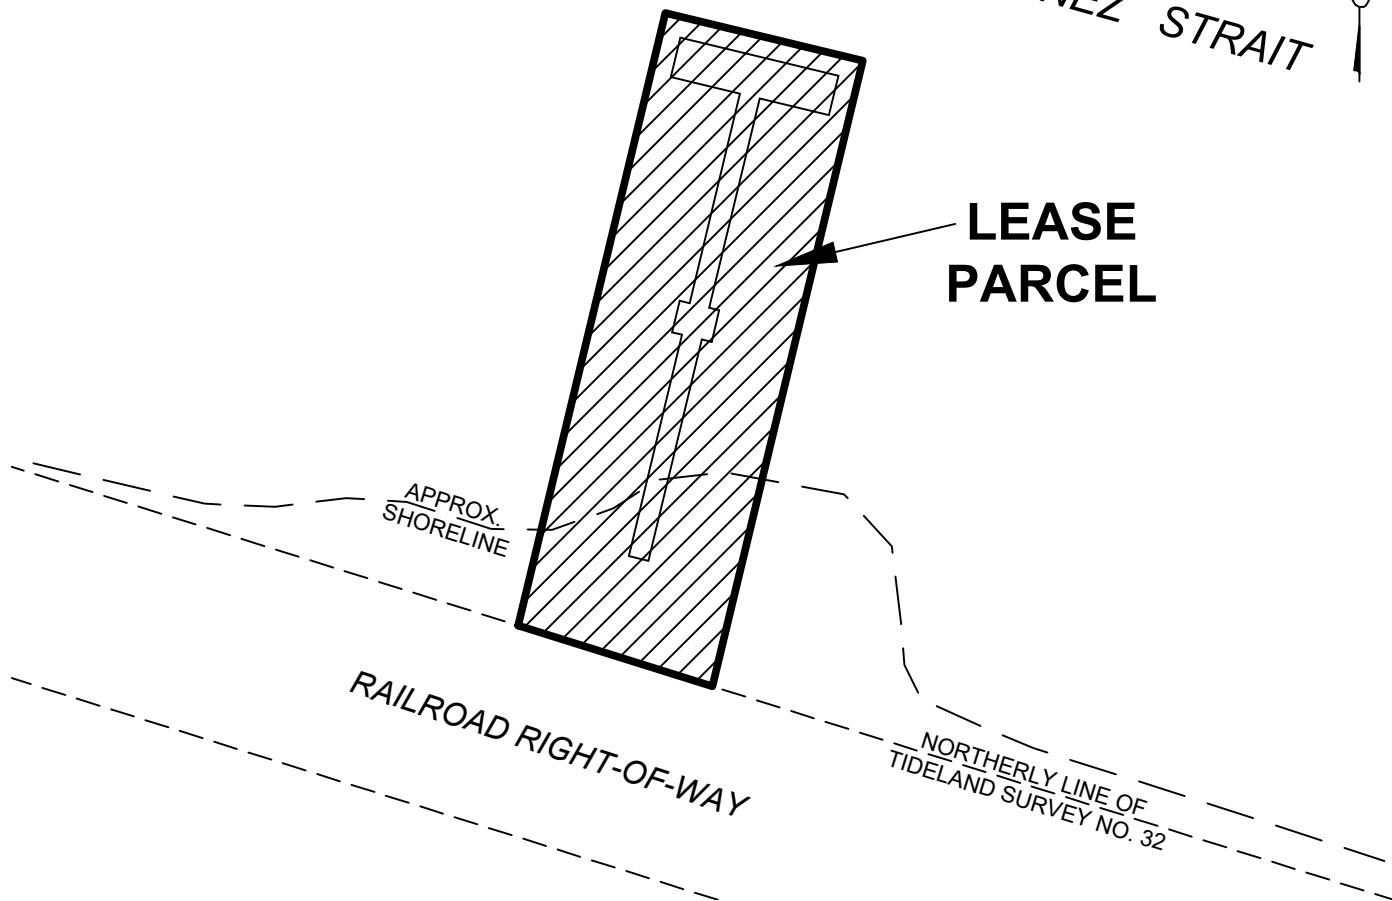 STRAIT
LEASE
PARCEL
APPROX.
SHORELINE
RAILROAD RIGHT-OF-WAY
NORTHERLY LINE OF
TIDELAND SURVEY NO. 32